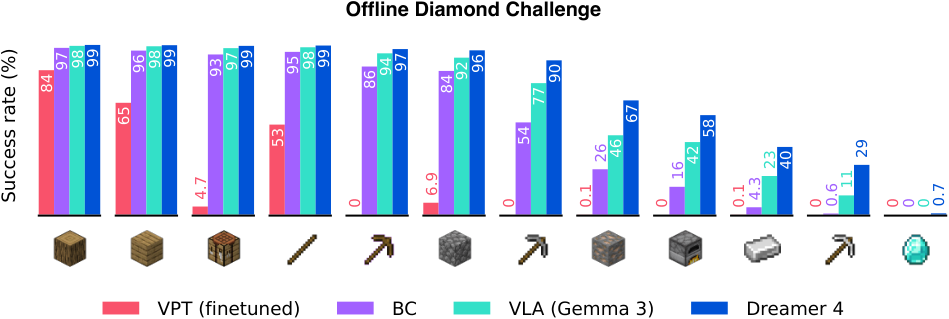 Offline Diamond Challenge
Success rate (%)
84 97 98 99
65 96 98 99
4.7 93 97 99
53 95 98 99
0 86 94 97
6.9 84 92 96
0 54 77 90
0.1 26 46 67
0 16 42 58
0.1 4.3 23 40
0 0.6 11 29
0 0 0 0.7
VPT (finetuned) BC VLA (Gemma 3) Dreamer 4